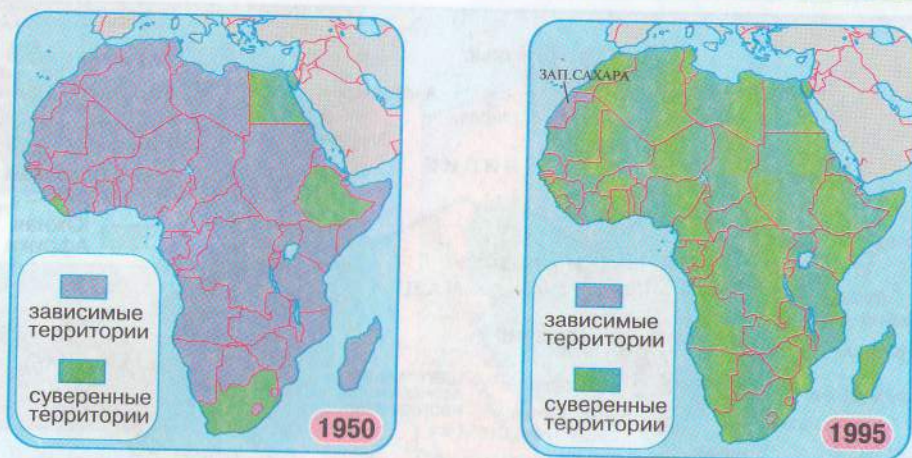 зависимые
территории
суверенные
территории
1950
ЗАП.САХАРА
зависимые
территории
суверенные
территории
1995